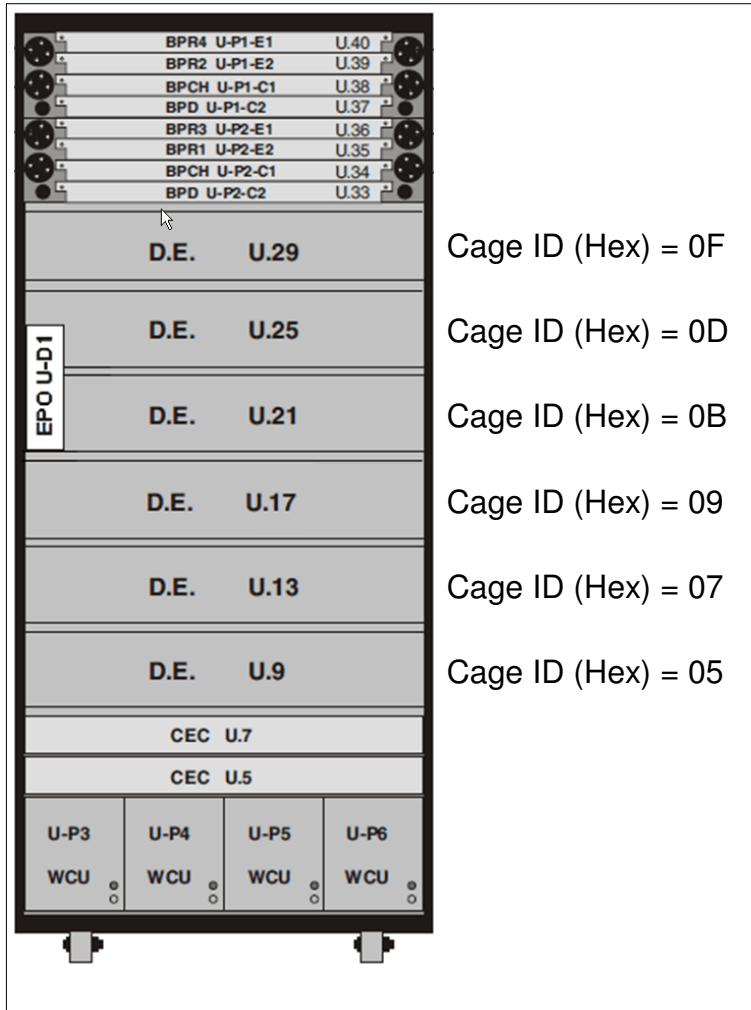 BPR4 U-P1-E1 U.40
BPR2 U-P1-E2 U.39
BPCH U-P1-C1 U.38
BPD U-P1-C2 U.37
BPR3 U-P2-E1 U.36
BPR1 U-P2-E2 U.35
BPCH U-P2-C1 U.34
BPD U-P2-C2 U.33
D.E. U.29 Cage ID (Hex) = 0F
D.E. U.25 Cage ID (Hex) = 0D
EPO U-D1
D.E. U.21 Cage ID (Hex) = 0B
D.E. U.17 Cage ID (Hex) = 09
D.E. U.13 Cage ID (Hex) = 07
D.E. U.9 Cage ID (Hex) = 05
CEC U.7
CEC U.5
U-P3 U-P4 U-P5 U-P6
WCU WCU WCU WCU